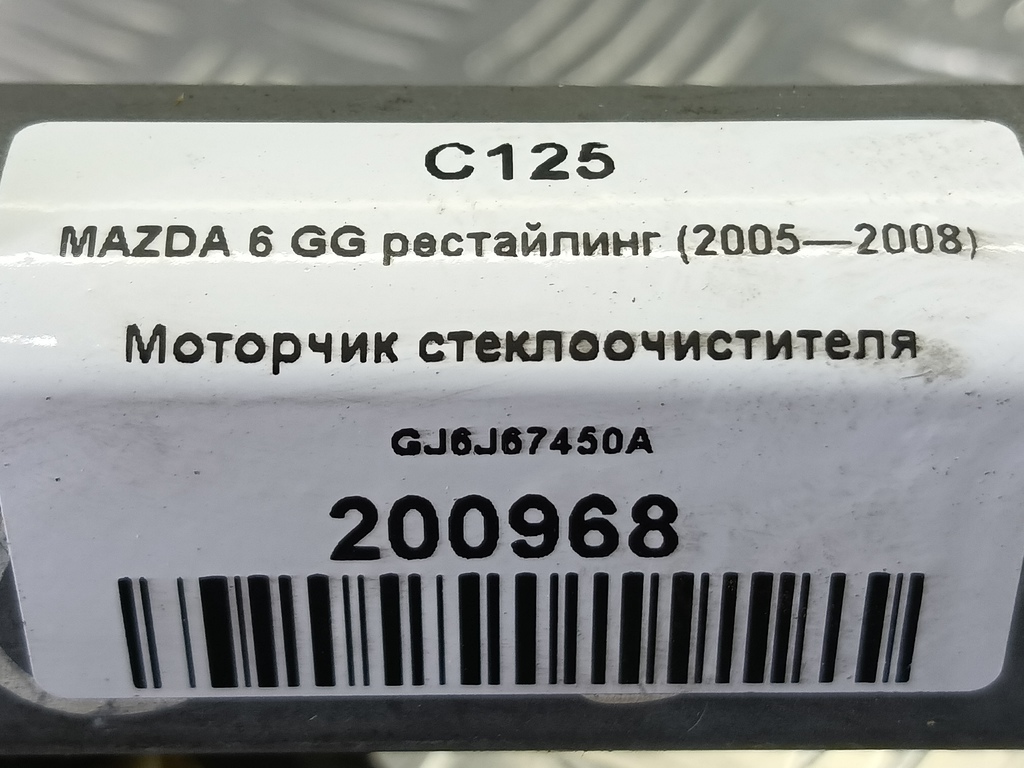 C125
MAZDA 6 GG рестайлинг (2005—2008)
Моторчик стеклоочистителя
GJ6J67450A
200968